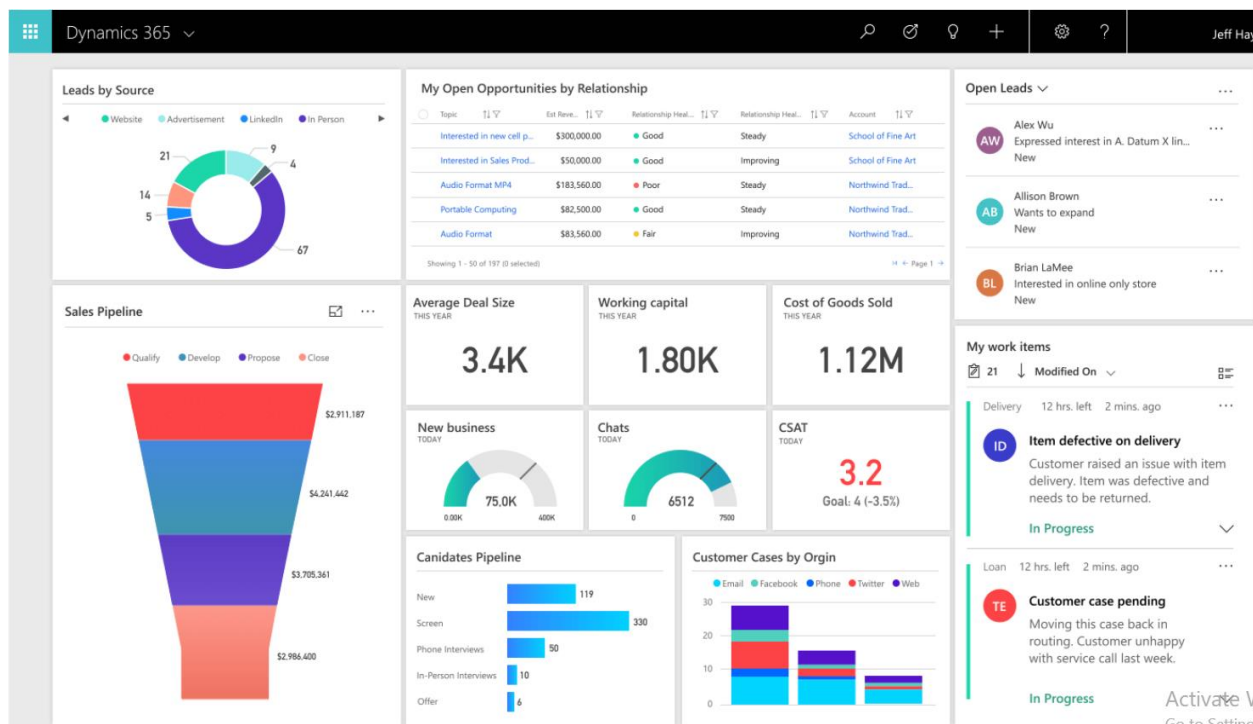 Dynamics 365
Jeff Hay
Leads by Source
Website Advertisement LinkedIn In Person
21
9
4
14
5
67
My Open Opportunities by Relationship
Topic Est Reve... Relationship Heal... Relationship Heal... Account
Interested in new cell p... $300,000.00 Good Steady School of Fine Art
Interested in Sales Prod... $50,000.00 Good Improving School of Fine Art
Audio Format MP4 $183,560.00 Poor Steady Northwind Trad...
Portable Computing $82,500.00 Good Steady Northwind Trad...
Audio Format $83,560.00 Fair Improving Northwind Trad...
Showing 1 - 50 of 197 (0 selected) Page 1
Open Leads
AW
Alex Wu
Expressed interest in A. Datum X lin...
New
AB
Allison Brown
Wants to expand
New
BL
Brian LaMee
Interested in online only store
New
Sales Pipeline
Qualify Develop Propose Close
$2,911,187
$4,241,442
$3,705,361
$2,986,400
Average Deal Size
THIS YEAR
3.4K
Working capital
THIS YEAR
1.80K
Cost of Goods Sold
THIS YEAR
1.12M
New business
TODAY
75.0K
0.00K 400K
Chats
TODAY
6512
0 7500
CSAT
TODAY
3.2
Goal: 4 (-3.5%)
Canidates Pipeline
New 119
Screen 330
Phone Interviews 50
In-Person Interviews 10
Offer 6
Customer Cases by Orgin
Email Facebook Phone Twitter Web
30
20
10
0
My work items
21 Modified On
Delivery 12 hrs. left 2 mins. ago
ID
Item defective on delivery
Customer raised an issue with item
delivery. Item was defective and
needs to be returned.
In Progress
Loan 12 hrs. left 2 mins. ago
TE
Customer case pending
Moving this case back in
routing. Customer unhappy
with service call last week.
In Progress
Activate